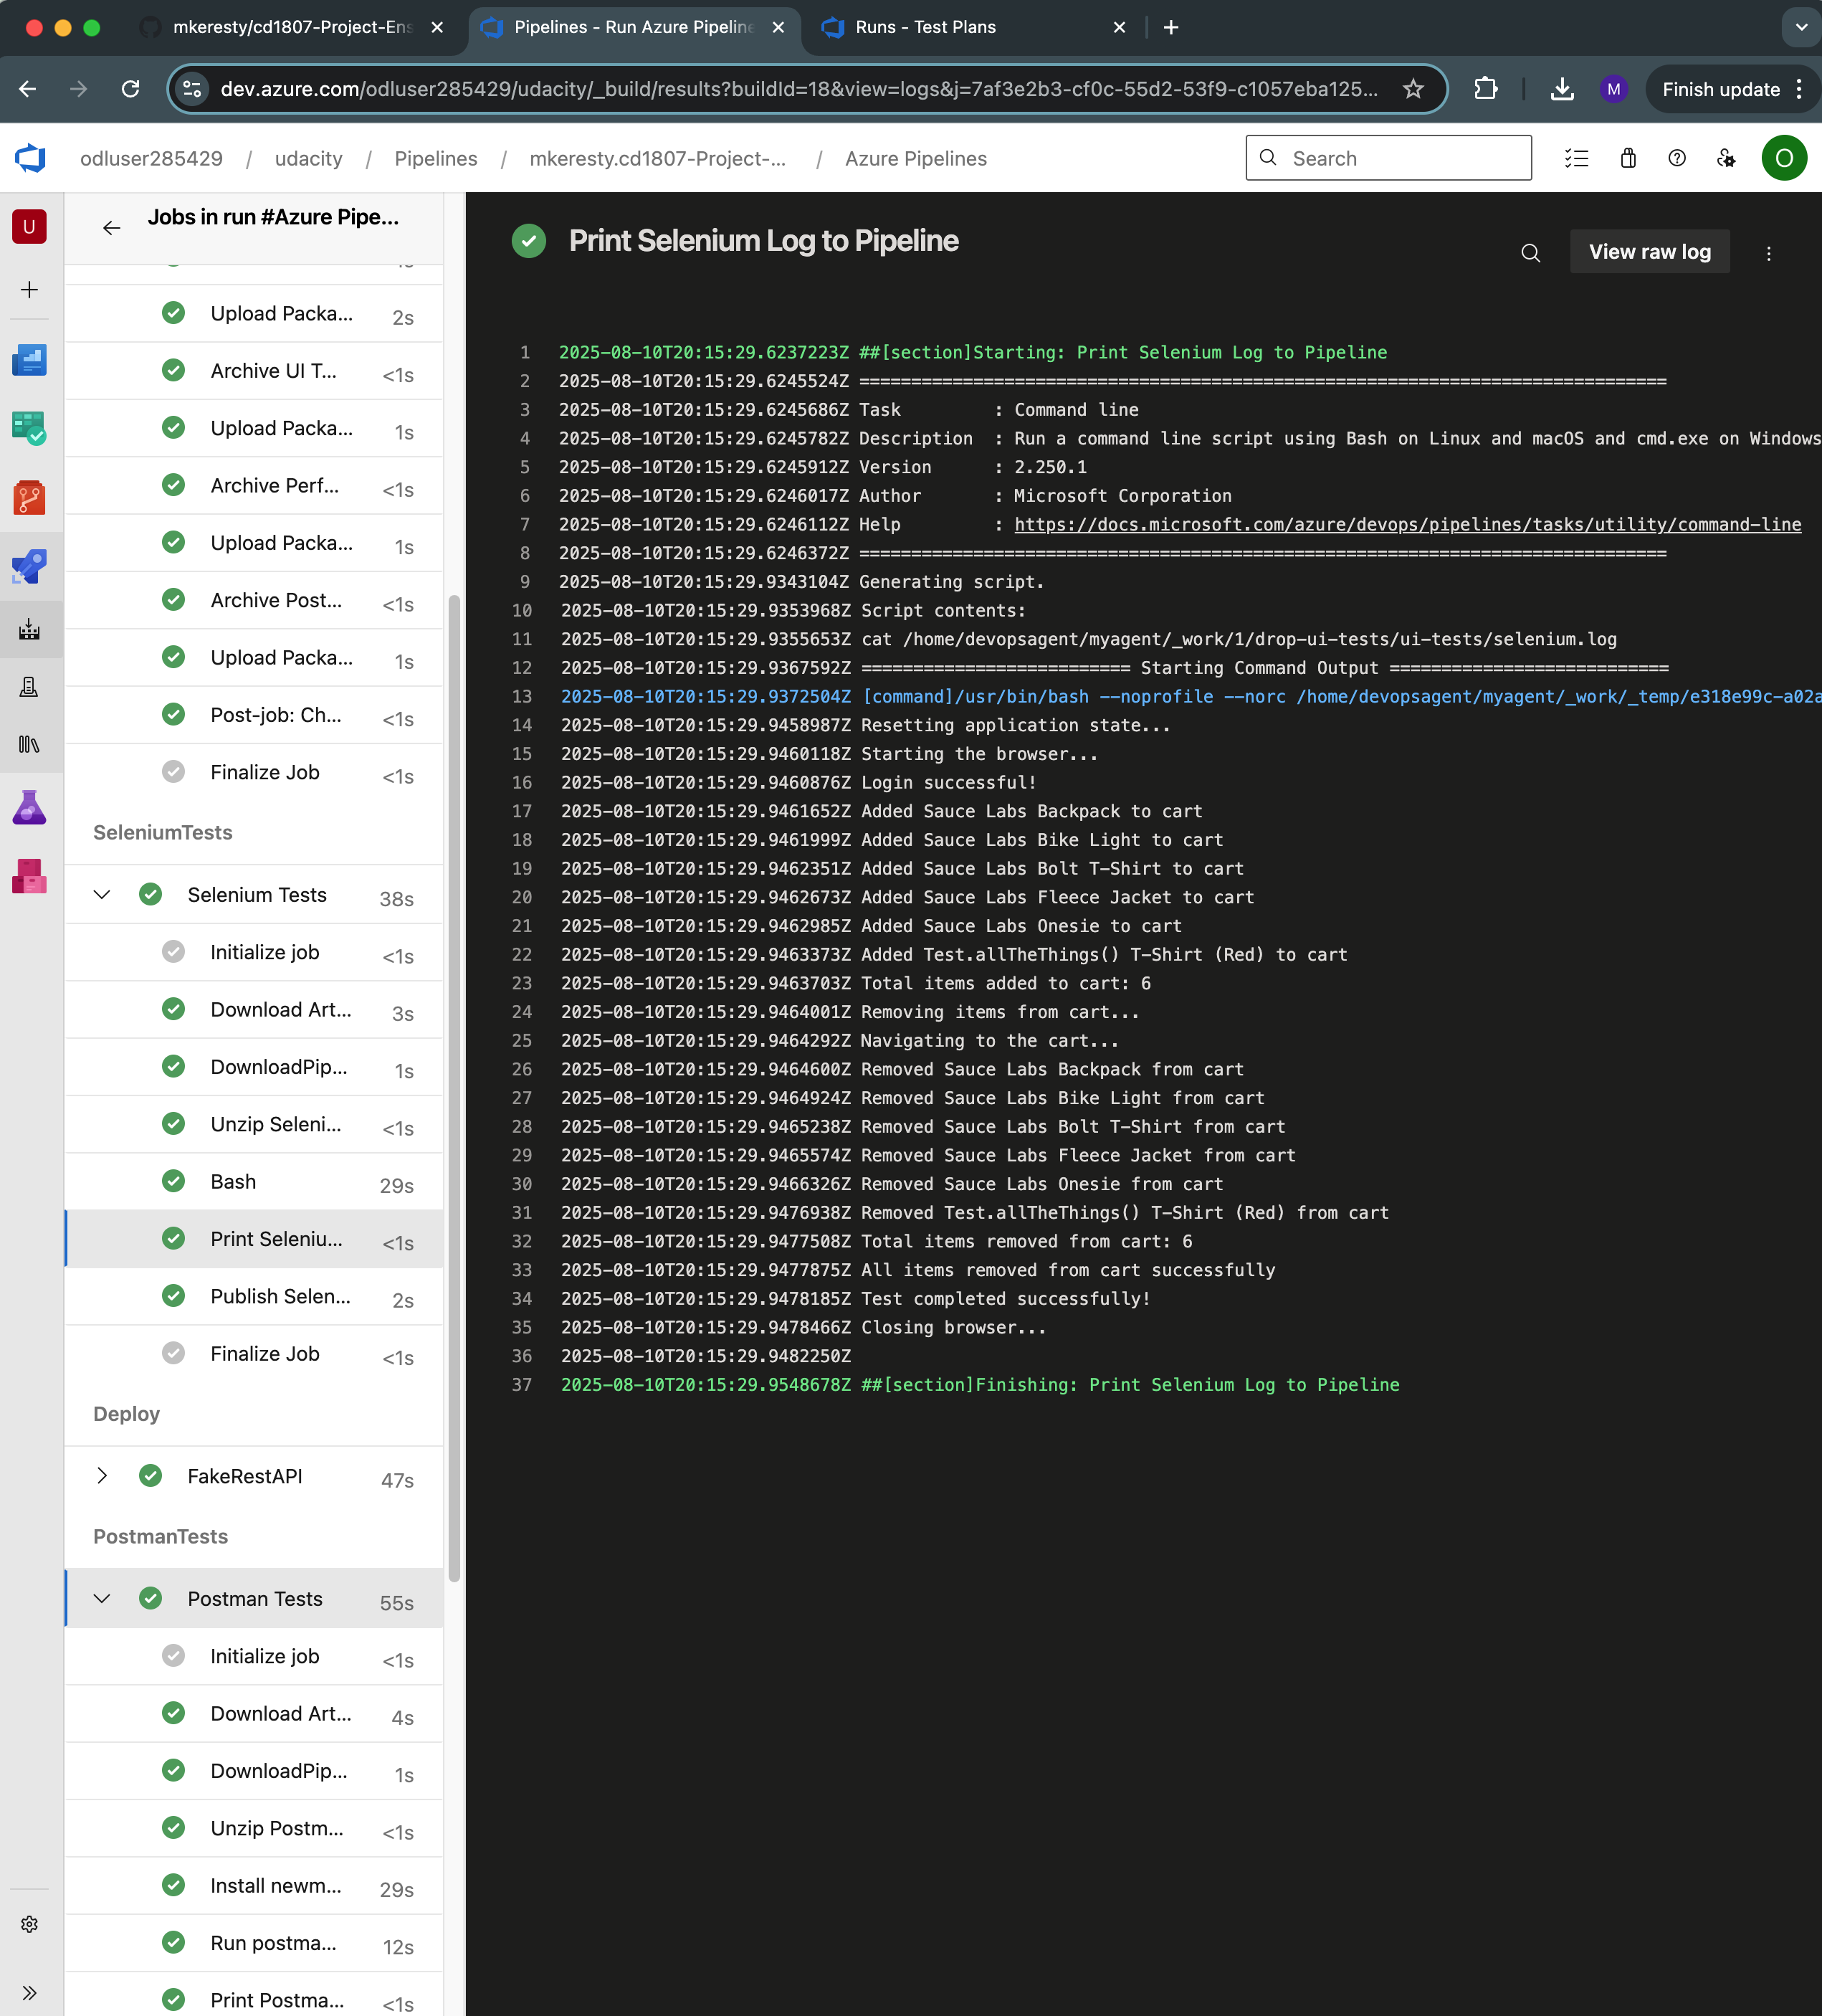 mkeresty/cd1807-Project-Ens
Pipelines - Run Azure Pipeline
Runs - Test Plans
dev.azure.com/odluser285429/udacity/_build/results?buildId=18&view=logs&j=7af3e2b3-cf0c-55d2-53f9-c1057eba125...
M
Finish update
odluser285429 / udacity / Pipelines / mkeresty.cd1807-Project-... / Azure Pipelines
Search
O
U
Jobs in run #Azure Pipe...
Upload Packa... 2s
Archive UI T... <1s
Upload Packa... 1s
Archive Perf... <1s
Upload Packa... 1s
Archive Post... <1s
Upload Packa... 1s
Post-job: Ch... <1s
Finalize Job <1s
SeleniumTests
Selenium Tests 38s
Initialize job <1s
Download Art... 3s
DownloadPip... 1s
Unzip Seleni... <1s
Bash 29s
Print Seleniu... <1s
Publish Selen... 2s
Finalize Job <1s
Deploy
FakeRestAPI 47s
PostmanTests
Postman Tests 55s
Initialize job <1s
Download Art... 4s
DownloadPip... 1s
Unzip Postm... <1s
Install newm... 29s
Run postma... 12s
Print Postma... <1s
Print Selenium Log to Pipeline
View raw log
1 2025-08-10T20:15:29.6237223Z ##[section]Starting: Print Selenium Log to Pipeline
2 2025-08-10T20:15:29.6245524Z ==============================================================================
3 2025-08-10T20:15:29.6245686Z Task         : Command line
4 2025-08-10T20:15:29.6245782Z Description  : Run a command line script using Bash on Linux and macOS and cmd.exe on Windows
5 2025-08-10T20:15:29.6245912Z Version      : 2.250.1
6 2025-08-10T20:15:29.6246017Z Author       : Microsoft Corporation
7 2025-08-10T20:15:29.6246112Z Help         : https://docs.microsoft.com/azure/devops/pipelines/tasks/utility/command-line
8 2025-08-10T20:15:29.6246372Z ==============================================================================
9 2025-08-10T20:15:29.9343104Z Generating script.
10 2025-08-10T20:15:29.9353968Z Script contents:
11 2025-08-10T20:15:29.9355653Z cat /home/devopsagent/myagent/_work/1/drop-ui-tests/ui-tests/selenium.log
12 2025-08-10T20:15:29.9367592Z ========================== Starting Command Output ===========================
13 2025-08-10T20:15:29.9372504Z [command]/usr/bin/bash --noprofile --norc /home/devopsagent/myagent/_work/_temp/e318e99c-a02a
14 2025-08-10T20:15:29.9458987Z Resetting application state...
15 2025-08-10T20:15:29.9460118Z Starting the browser...
16 2025-08-10T20:15:29.9460876Z Login successful!
17 2025-08-10T20:15:29.9461652Z Added Sauce Labs Backpack to cart
18 2025-08-10T20:15:29.9461999Z Added Sauce Labs Bike Light to cart
19 2025-08-10T20:15:29.9462351Z Added Sauce Labs Bolt T-Shirt to cart
20 2025-08-10T20:15:29.9462673Z Added Sauce Labs Fleece Jacket to cart
21 2025-08-10T20:15:29.9462985Z Added Sauce Labs Onesie to cart
22 2025-08-10T20:15:29.9463373Z Added Test.allTheThings() T-Shirt (Red) to cart
23 2025-08-10T20:15:29.9463703Z Total items added to cart: 6
24 2025-08-10T20:15:29.9464001Z Removing items from cart...
25 2025-08-10T20:15:29.9464292Z Navigating to the cart...
26 2025-08-10T20:15:29.9464600Z Removed Sauce Labs Backpack from cart
27 2025-08-10T20:15:29.9464924Z Removed Sauce Labs Bike Light from cart
28 2025-08-10T20:15:29.9465238Z Removed Sauce Labs Bolt T-Shirt from cart
29 2025-08-10T20:15:29.9465574Z Removed Sauce Labs Fleece Jacket from cart
30 2025-08-10T20:15:29.9466326Z Removed Sauce Labs Onesie from cart
31 2025-08-10T20:15:29.9476938Z Removed Test.allTheThings() T-Shirt (Red) from cart
32 2025-08-10T20:15:29.9477508Z Total items removed from cart: 6
33 2025-08-10T20:15:29.9477875Z All items removed from cart successfully
34 2025-08-10T20:15:29.9478185Z Test completed successfully!
35 2025-08-10T20:15:29.9478466Z Closing browser...
36 2025-08-10T20:15:29.9482250Z
37 2025-08-10T20:15:29.9548678Z ##[section]Finishing: Print Selenium Log to Pipeline